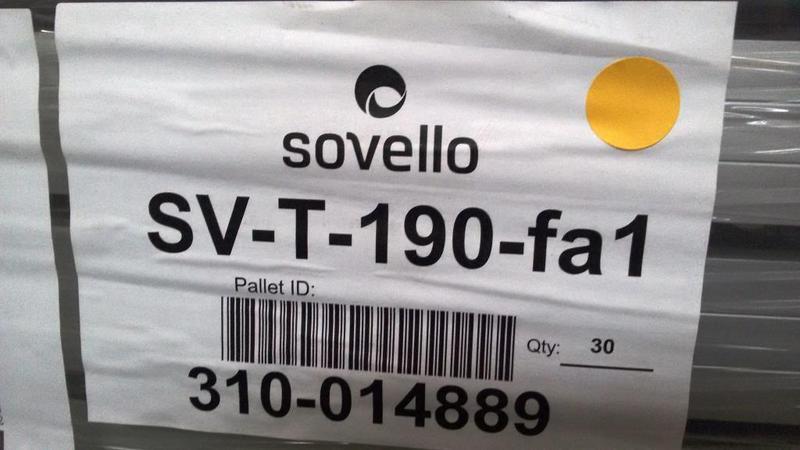 sovello
SV-T-190-fa1
Pallet ID:
Qty: 30
310-014889